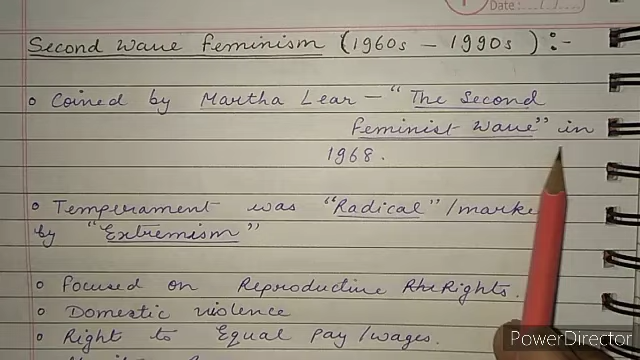 Date :
Second Wave Feminism (1960s – 1990s) :-
o Coined by Martha Lear – "The Second
Feminist Wave" in
1968.
o Temperament was "Radical" / marke
by "Extremism"
o Focused on Reproductive Rights.
o Domestic violence
o Right to Equal pay / wages.
PowerDirector